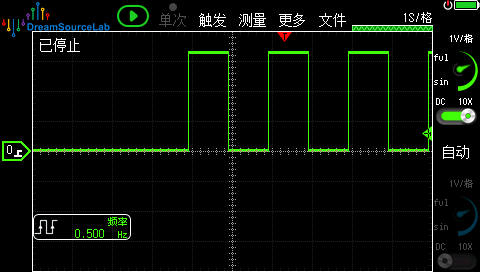 DreamSourceLab
单次 触发 测量 更多 文件 1S/格
已停止
T
1V/格
ful
sin
DC 10X
0
自动
1V/格
ful
sin
DC 10X
频率
0.500 Hz